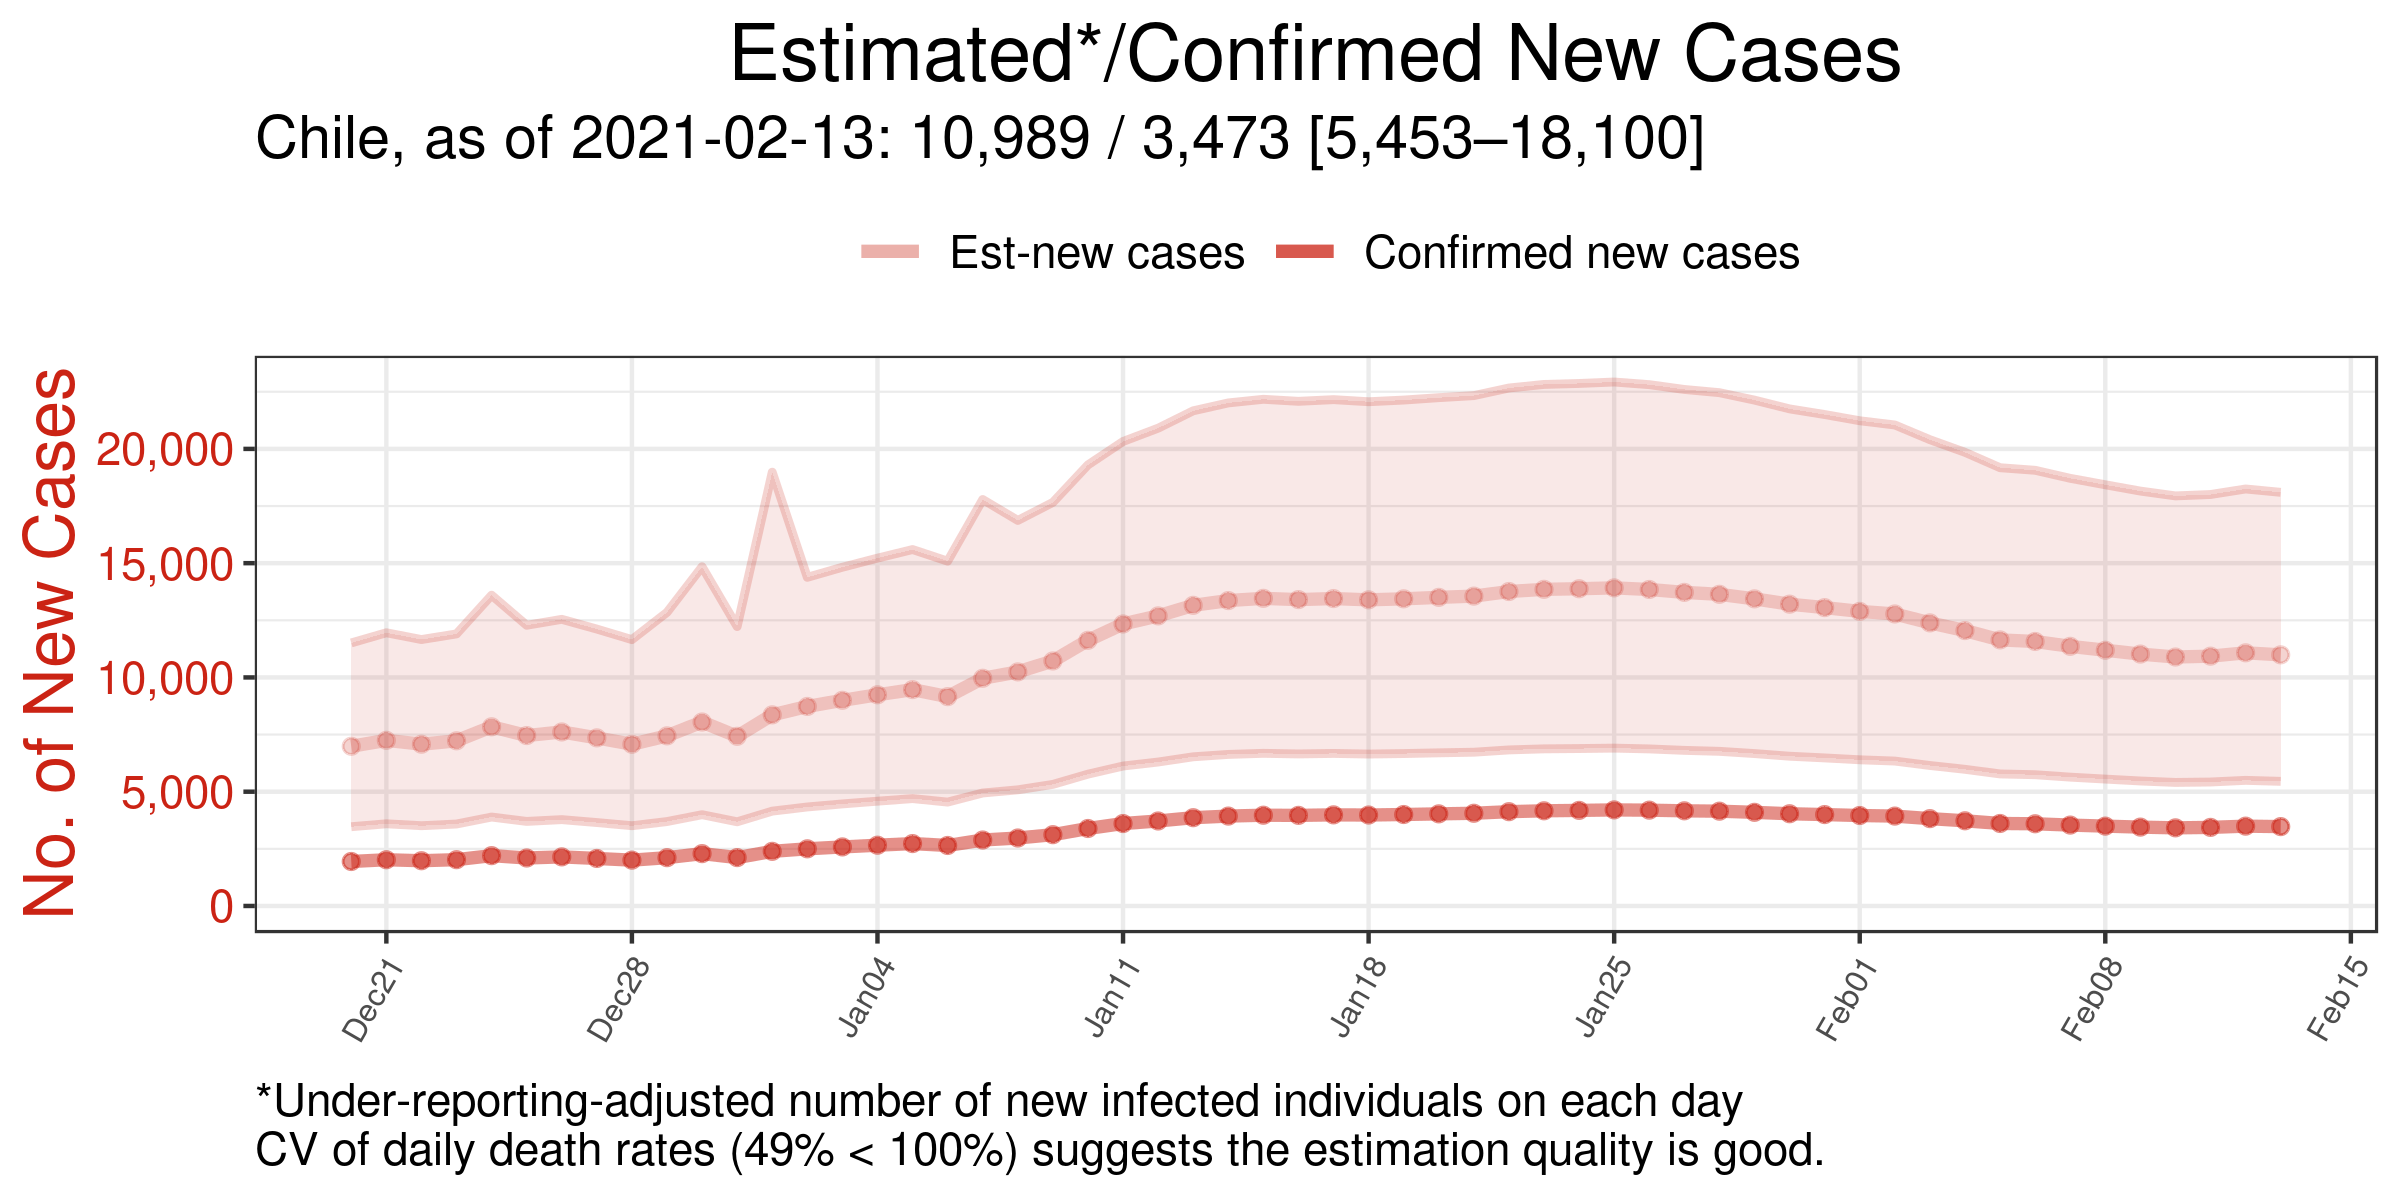 Estimated*/Confirmed New Cases
Chile, as of 2021-02-13: 10,989 / 3,473 [5,453–18,100]
Est-new cases
Confirmed new cases
No. of New Cases
20,000
15,000
10,000
5,000
0
Dec21
Dec28
Jan04
Jan11
Jan18
Jan25
Feb01
Feb08
Feb15
*Under-reporting-adjusted number of new infected individuals on each day
CV of daily death rates (49% < 100%) suggests the estimation quality is good.